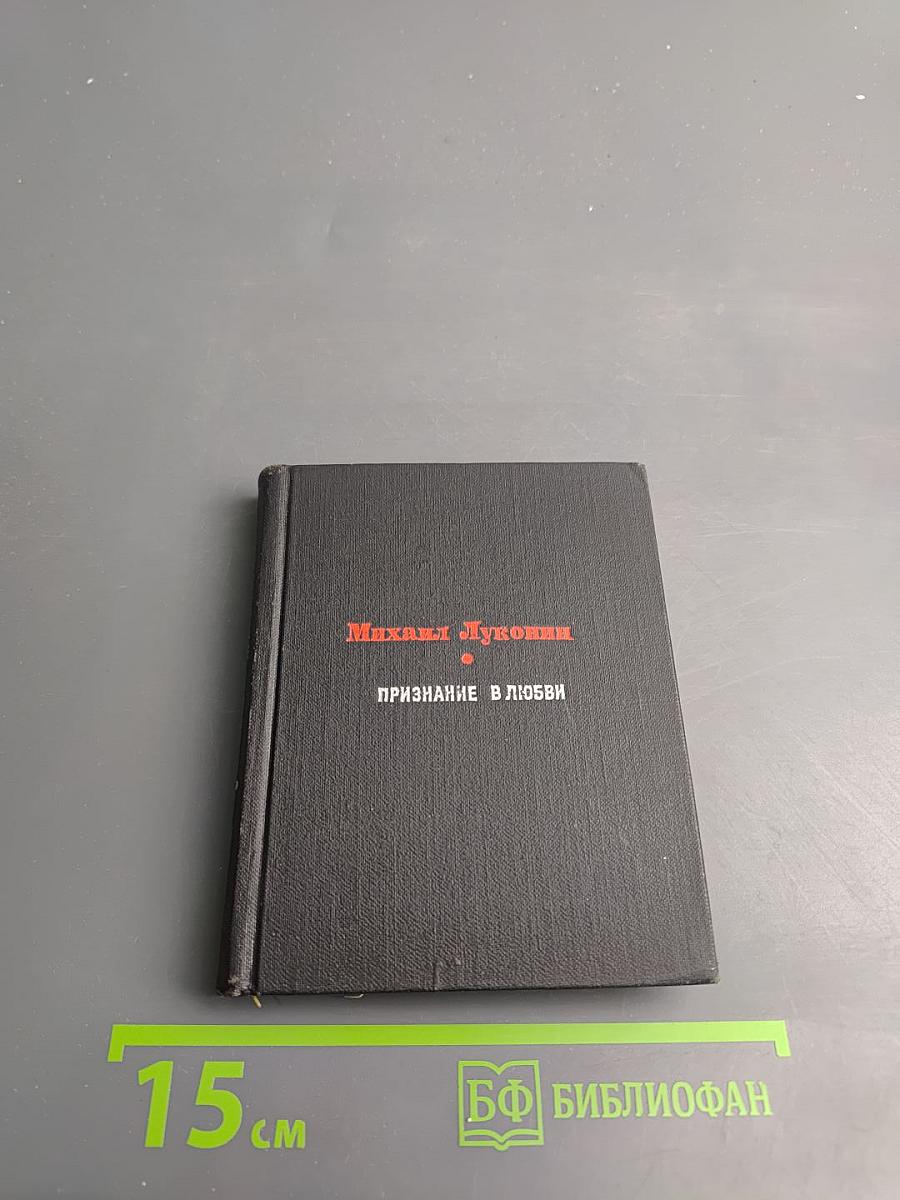 Михаил Луконин
ПРИЗНАНИЕ В ЛЮБВИ
15 см
БФ БИБЛИОФАН